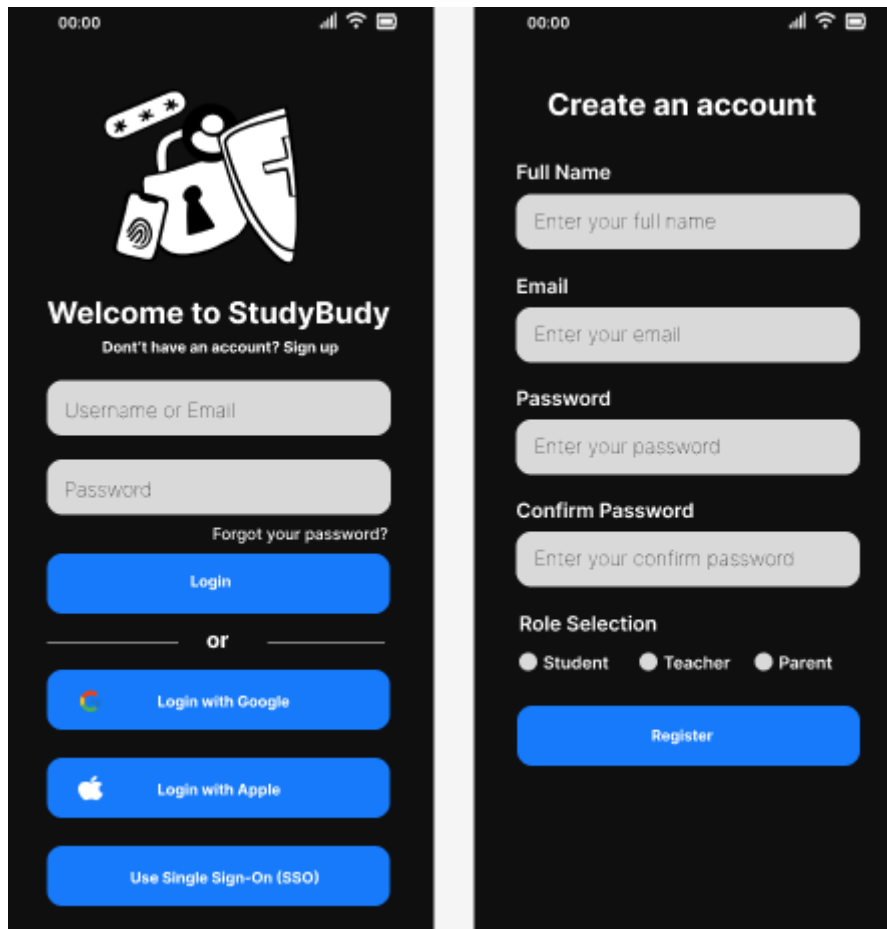 00:00
* * *
Welcome to StudyBudy
Dont't have an account? Sign up
Username or Email
Password
Forgot your password?
Login
or
Login with Google
Login with Apple
Use Single Sign-On (SSO)
00:00
Create an account
Full Name
Enter your full name
Email
Enter your email
Password
Enter your password
Confirm Password
Enter your confirm password
Role Selection
Student Teacher Parent
Register